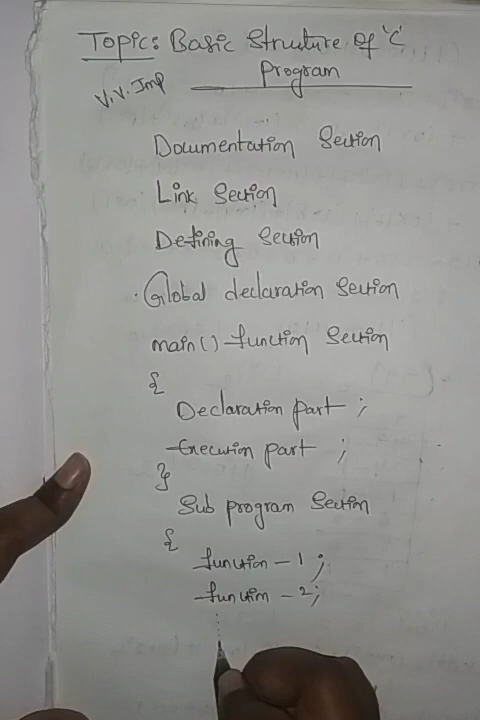 Topic: Basic Struture of 'C'
Program
V.V. Imp
Documentation Section
Link Section
Defining Section
Global declaration Section
main() function Section
{
Declaration part ;
Execution part ;
}
Sub program Section
{
function - 1 ;
function - 2;